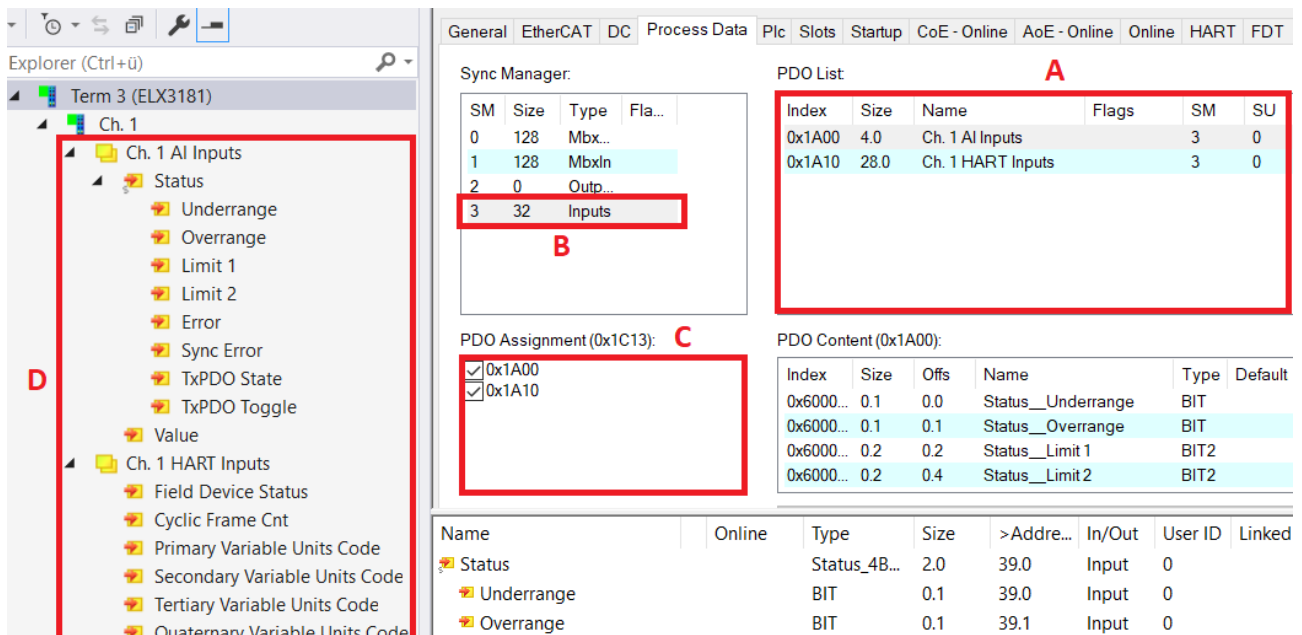 Explorer (Ctrl+ü)
Term 3 (ELX3181)
Ch. 1
Ch. 1 AI Inputs
Status
Underrange
Overrange
Limit 1
Limit 2
Error
Sync Error
TxPDO State
TxPDO Toggle
Value
Ch. 1 HART Inputs
Field Device Status
Cyclic Frame Cnt
Primary Variable Units Code
Secondary Variable Units Code
Tertiary Variable Units Code
Quaternary Variable Units Code
D
General EtherCAT DC Process Data Plc Slots Startup CoE - Online AoE - Online Online HART FDT
Sync Manager:
SM Size Type Fla...
0 128 Mbx...
1 128 MbxIn
2 0 Outp...
3 32 Inputs
B
PDO List:
A
Index Size Name Flags SM SU
0x1A00 4.0 Ch. 1 AI Inputs 3 0
0x1A10 28.0 Ch. 1 HART Inputs 3 0
PDO Assignment (0x1C13):
C
0x1A00
0x1A10
PDO Content (0x1A00):
Index Size Offs Name Type Default
0x6000... 0.1 0.0 Status__Underrange BIT
0x6000... 0.1 0.1 Status__Overrange BIT
0x6000... 0.2 0.2 Status__Limit 1 BIT2
0x6000... 0.2 0.4 Status__Limit 2 BIT2
Name Online Type Size >Addre... In/Out User ID Linked
Status Status_4B... 2.0 39.0 Input 0
Underrange BIT 0.1 39.0 Input 0
Overrange BIT 0.1 39.1 Input 0